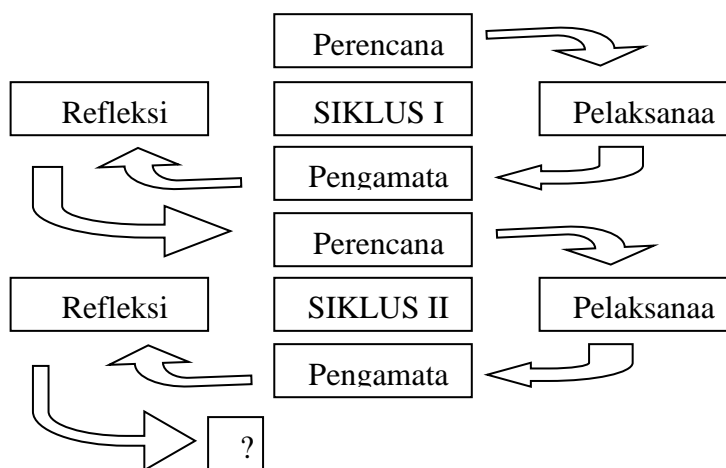 Perencana
Refleksi
SIKLUS I
Pelaksanaa
Pengamata
Perencana
Refleksi
SIKLUS II
Pelaksanaa
Pengamata
?